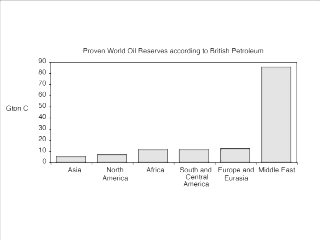 Proven World Oil Reserves according to British Petroleum
90
80
70
60
50
40
30
20
10
0
Gton C
Asia
North
America
Africa
South and
Central
America
Europe and
Eurasia
Middle East